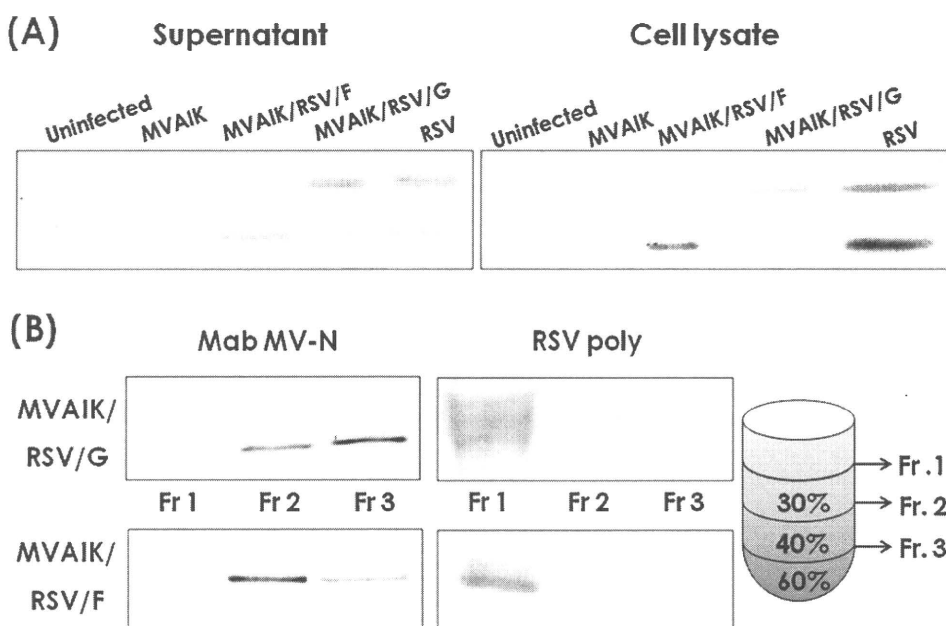 (A) Supernatant Cell lysate
Uninfected MVAIK MVAIK/RSV/F MVAIK/RSV/G RSV Uninfected MVAIK MVAIK/RSV/F MVAIK/RSV/G RSV
(B) Mab MV-N RSV poly
MVAIK/
RSV/G
Fr 1 Fr 2 Fr 3 Fr 1 Fr 2 Fr 3
MVAIK/
RSV/F
Fr.1
30% Fr. 2
40% Fr. 3
60%